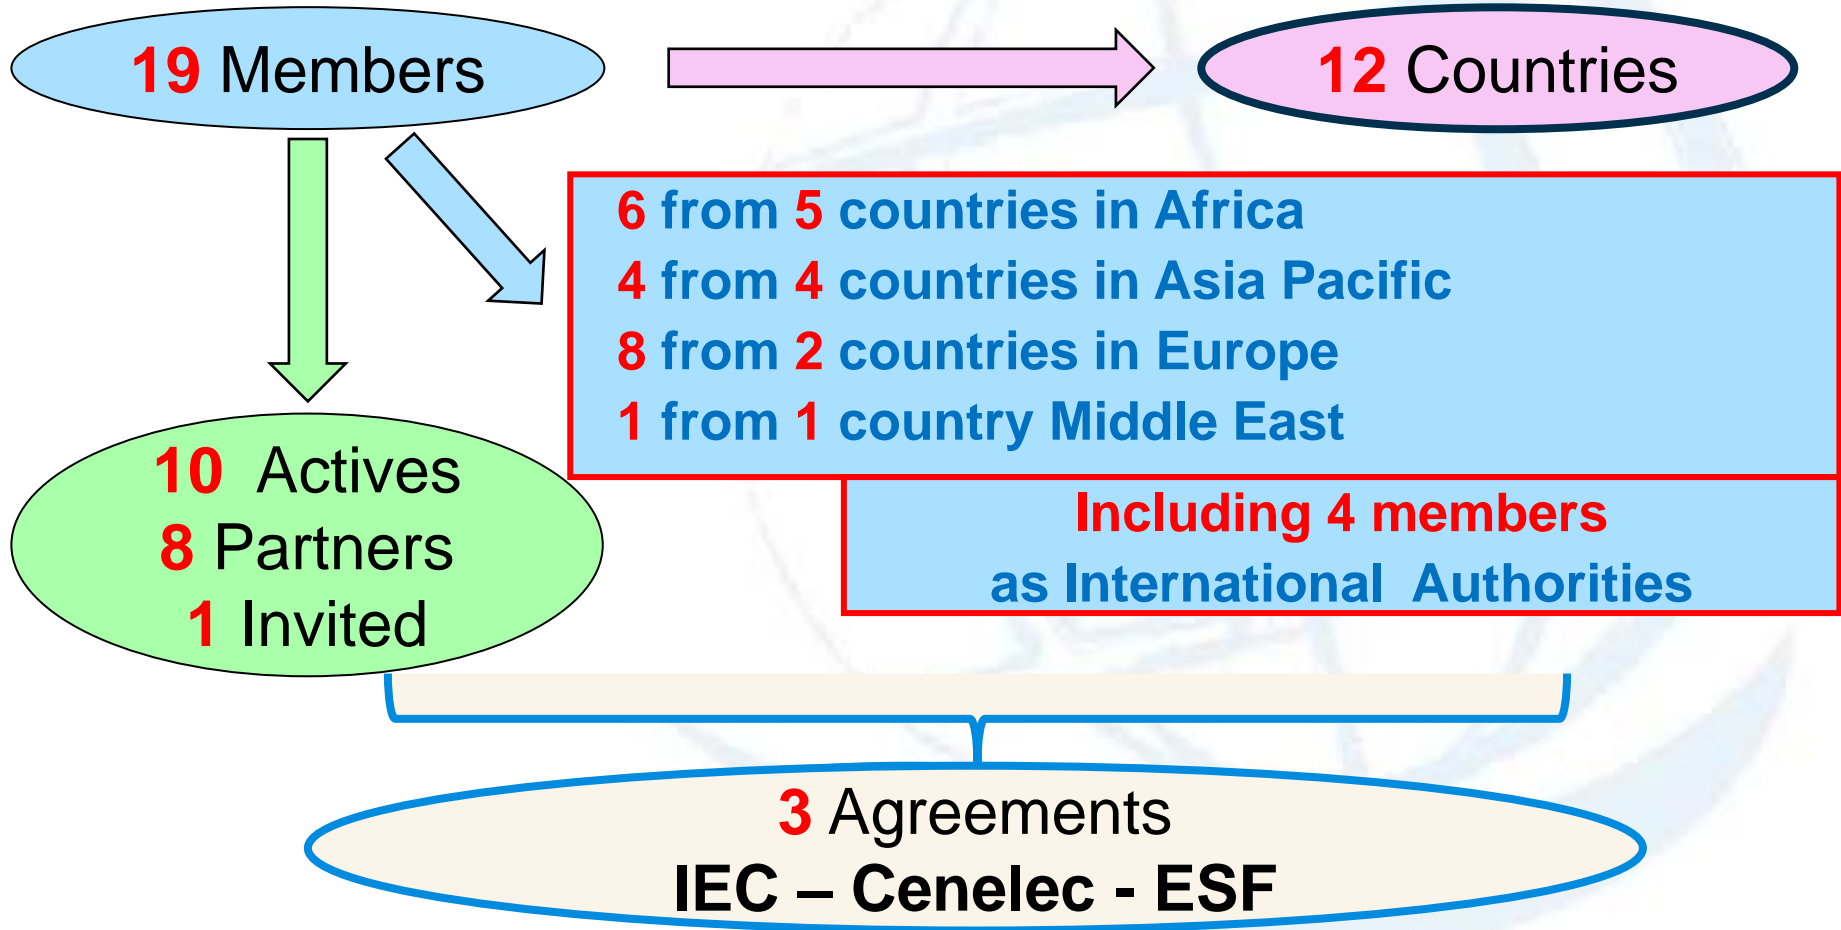 19 Members
12 Countries
6 from 5 countries in Africa
4 from 4 countries in Asia Pacific
8 from 2 countries in Europe
1 from 1 country Middle East
10 Actives
8 Partners
1 Invited
Including 4 members
as International Authorities
3 Agreements
IEC – Cenelec - ESF